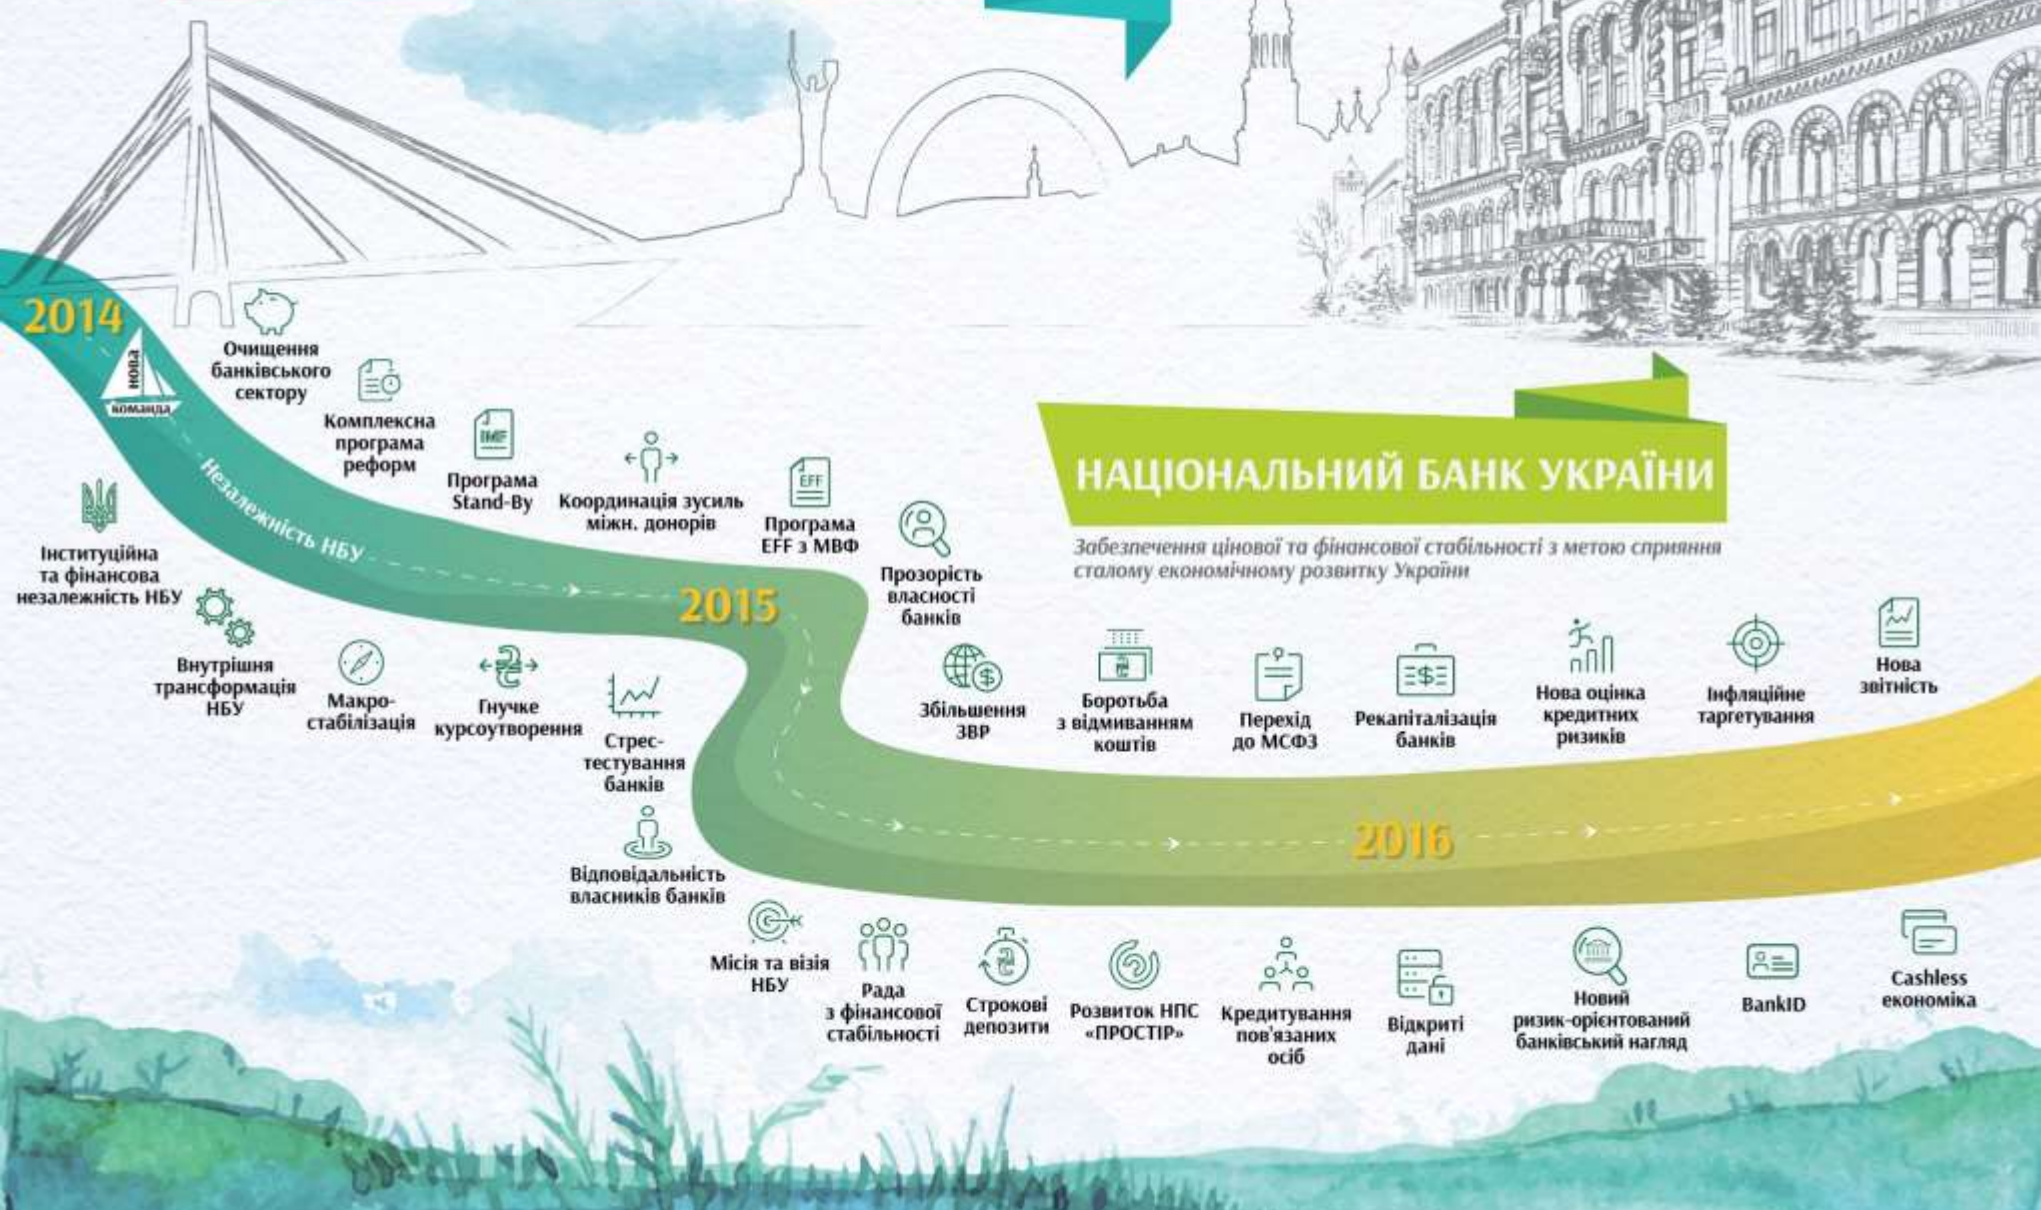 2014
нова
команда
Очищення
банківського
сектору
Комплексна
програма
реформ
IMF
Програма
Stand-By
Координація зусиль
міжн. донорів
EFF
Програма
EFF з МВФ
Прозорість
власності
банків
НАЦІОНАЛЬНИЙ БАНК УКРАЇНИ
Забезпечення цінової та фінансової стабільності з метою сприяння
сталому економічному розвитку України
Незалежність НБУ
Інституційна
та фінансова
незалежність НБУ
Внутрішня
трансформація
НБУ
Макро-
стабілізація
Гнучке
курсоутворення
Стрес-
тестування
банків
2015
Збільшення
ЗВР
Боротьба
з відмиванням
коштів
Перехід
до МСФЗ
Рекапіталізація
банків
Нова оцінка
кредитних
ризиків
Інфляційне
таргетування
Нова
звітність
2016
Відповідальність
власників банків
Місія та візія
НБУ
Рада
з фінансової
стабільності
Строкові
депозити
Розвиток НПС
«ПРОСТІР»
Кредитування
пов'язаних
осіб
Відкриті
дані
Новий
ризик-орієнтований
банківський нагляд
BankID
Cashless
економіка